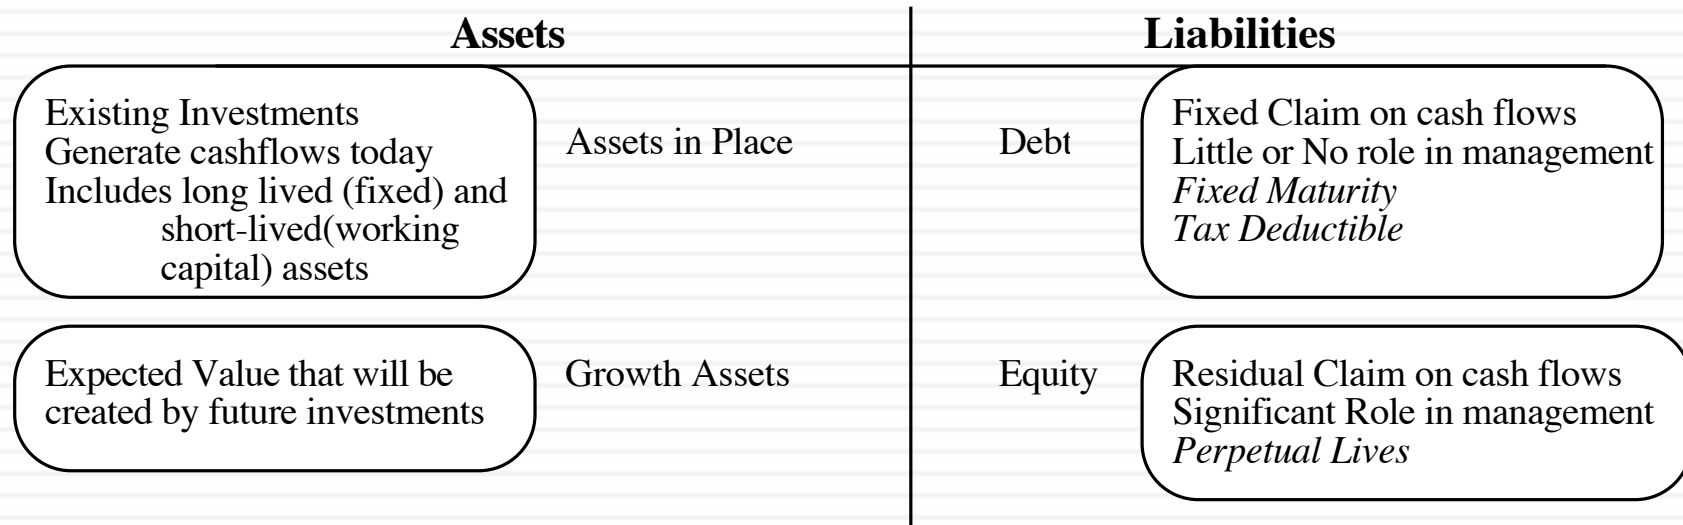 Assets
Liabilities
Existing Investments
Generate cashflows today
Includes long lived (fixed) and
short-lived(working
capital) assets
Assets in Place
Debt
Fixed Claim on cash flows
Little or No role in management
Fixed Maturity
Tax Deductible
Expected Value that will be
created by future investments
Growth Assets
Equity
Residual Claim on cash flows
Significant Role in management
Perpetual Lives